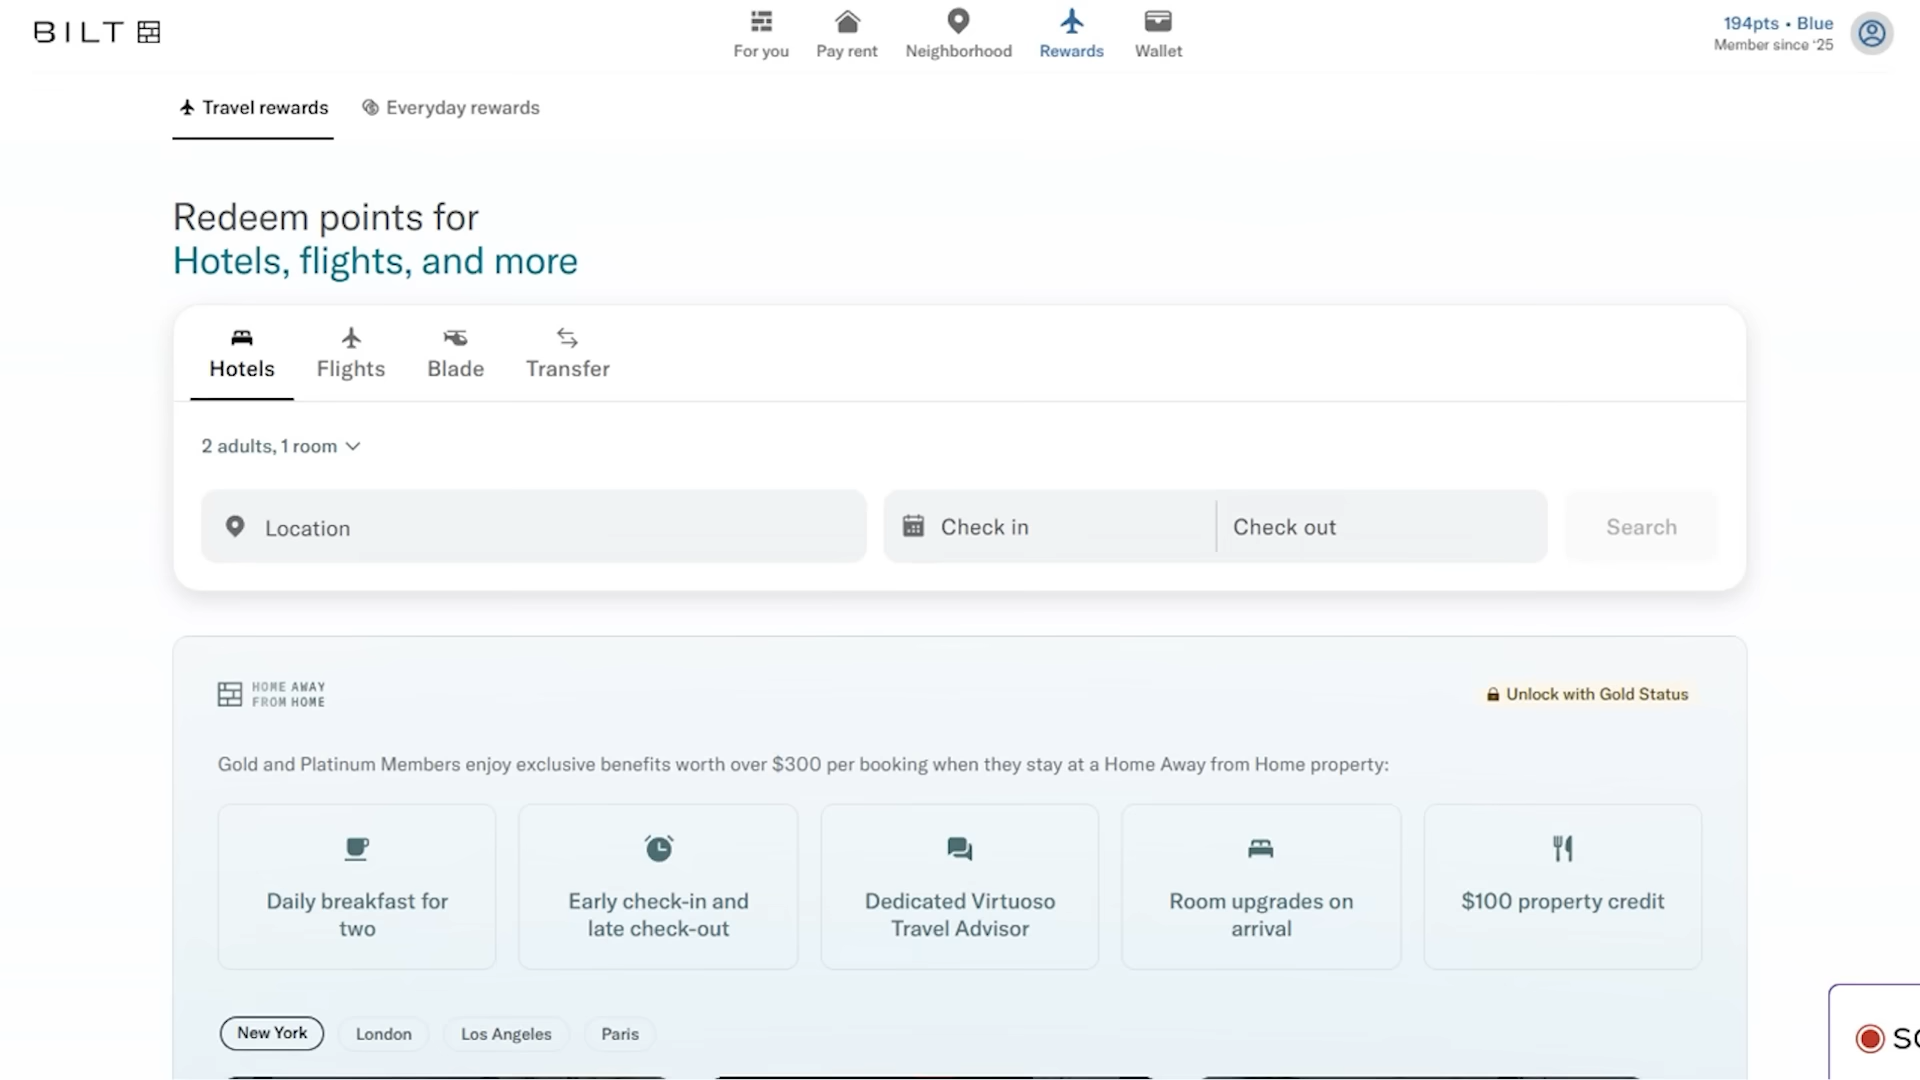 BILT
For you
Pay rent
Neighborhood
Rewards
Wallet
194pts • Blue
Member since '25
Travel rewards
Everyday rewards
Redeem points for
Hotels, flights, and more
Hotels
Flights
Blade
Transfer
2 adults, 1 room
Location
Check in
Check out
Search
HOME AWAY
FROM HOME
Unlock with Gold Status
Gold and Platinum Members enjoy exclusive benefits worth over $300 per booking when they stay at a Home Away from Home property:
Daily breakfast for
two
Early check-in and
late check-out
Dedicated Virtuoso
Travel Advisor
Room upgrades on
arrival
$100 property credit
New York
London
Los Angeles
Paris